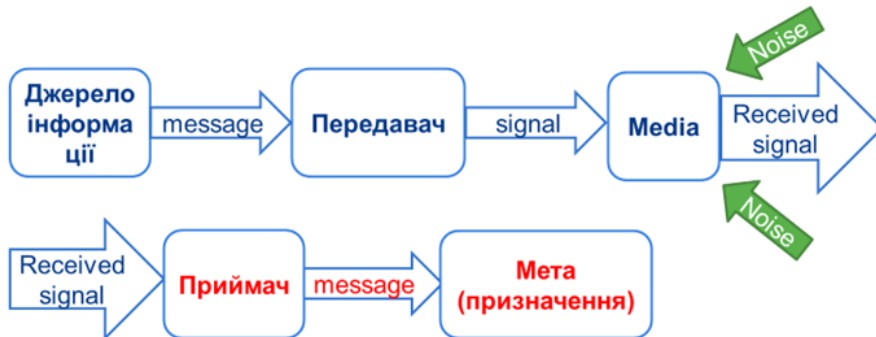 Noise
Джерело
інформа
ції
message
Передавач
signal
Media
Received
signal
Noise
Received
signal
Приймач
message
Мета
(призначення)